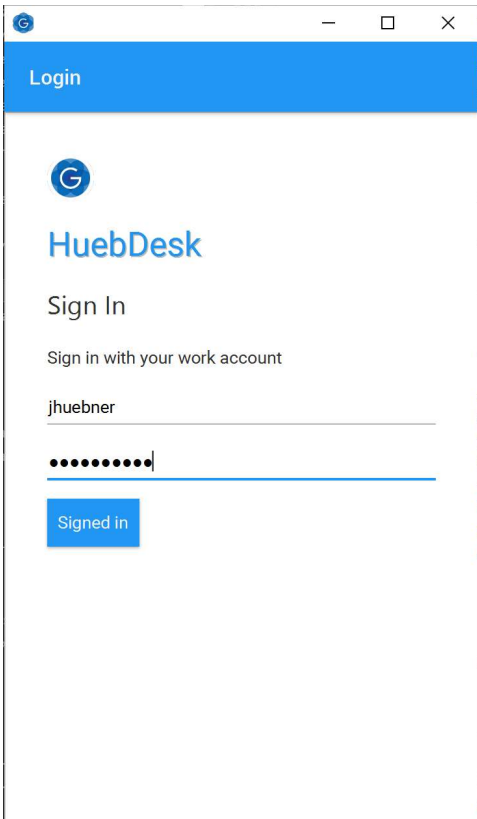 G
Login
G
HuebDesk
Sign In
Sign in with your work account
jhuebner
••••••••••
Signed in